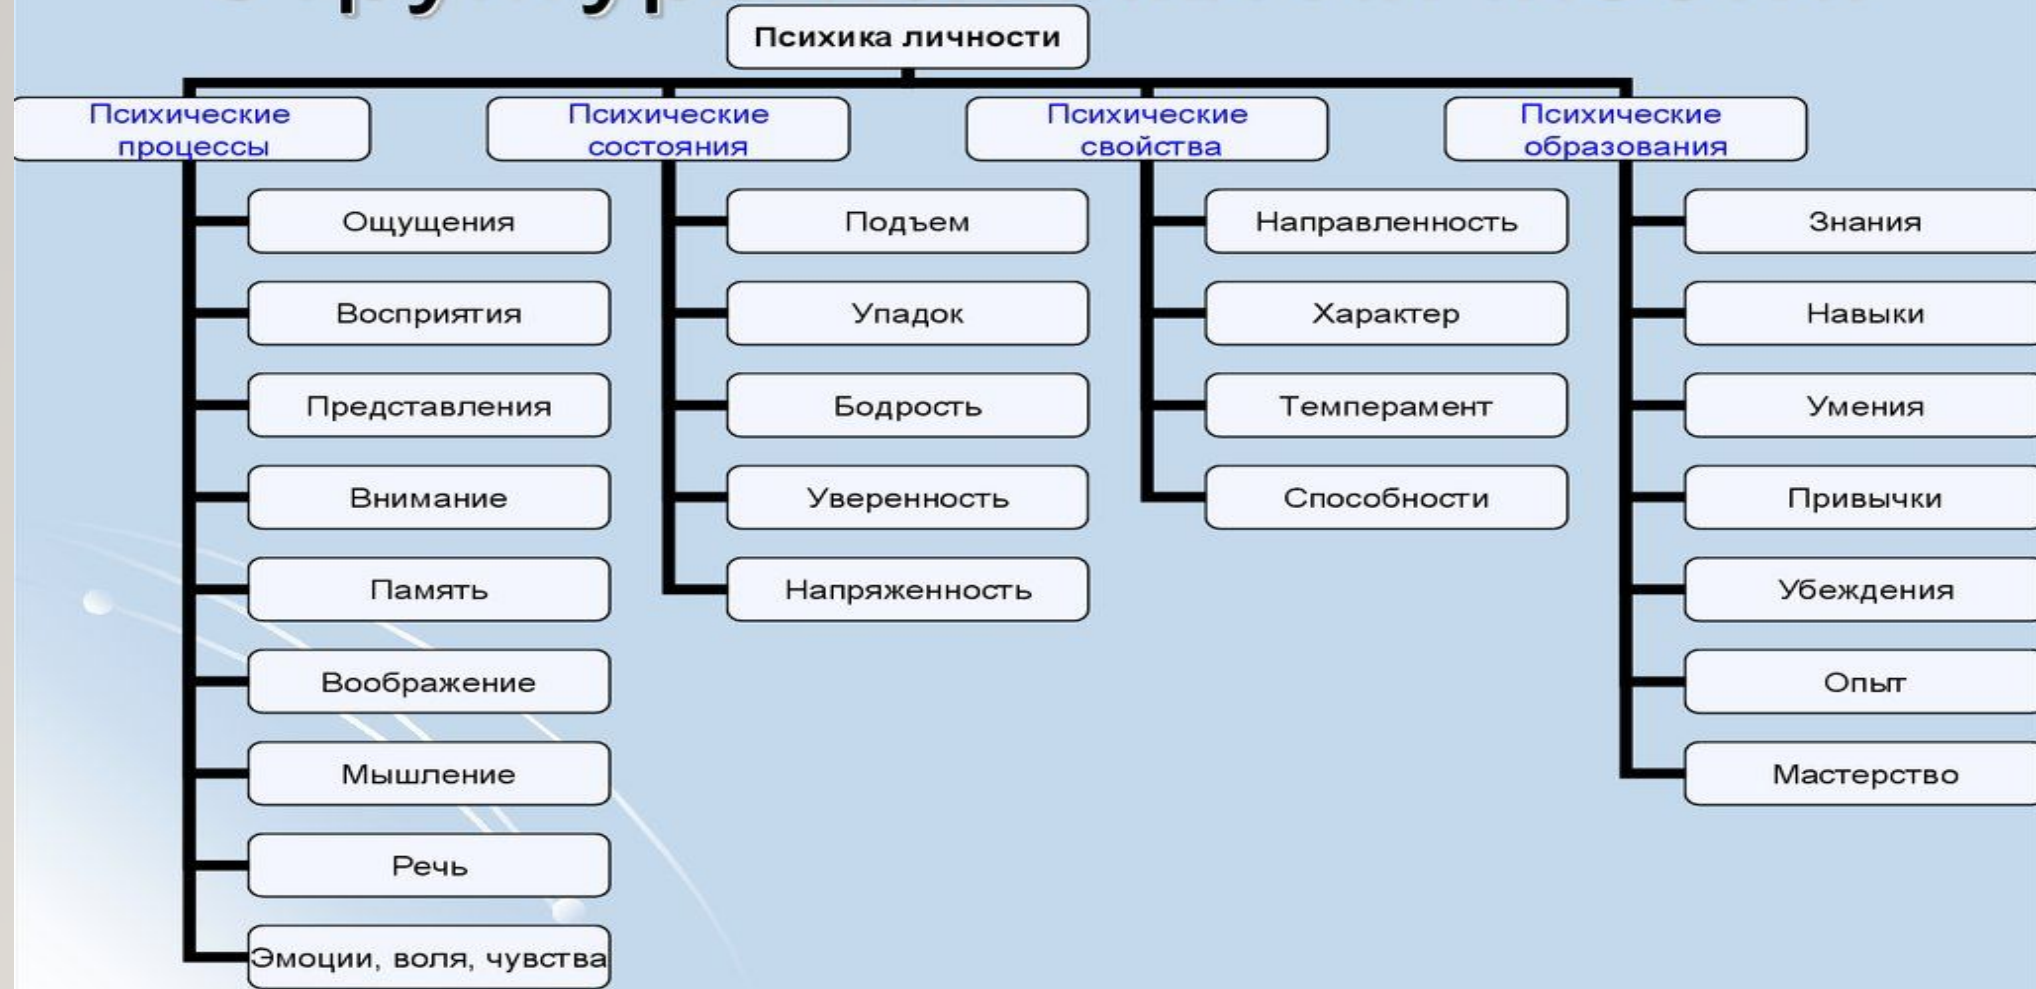 Психика личности
Психические
процессы
Ощущения
Восприятия
Представления
Внимание
Память
Воображение
Мышление
Речь
Эмоции, воля, чувства
Психические
состояния
Подъем
Упадок
Бодрость
Уверенность
Напряженность
Психические
свойства
Направленность
Характер
Темперамент
Способности
Психические
образования
Знания
Навыки
Умения
Привычки
Убеждения
Опыт
Мастерство